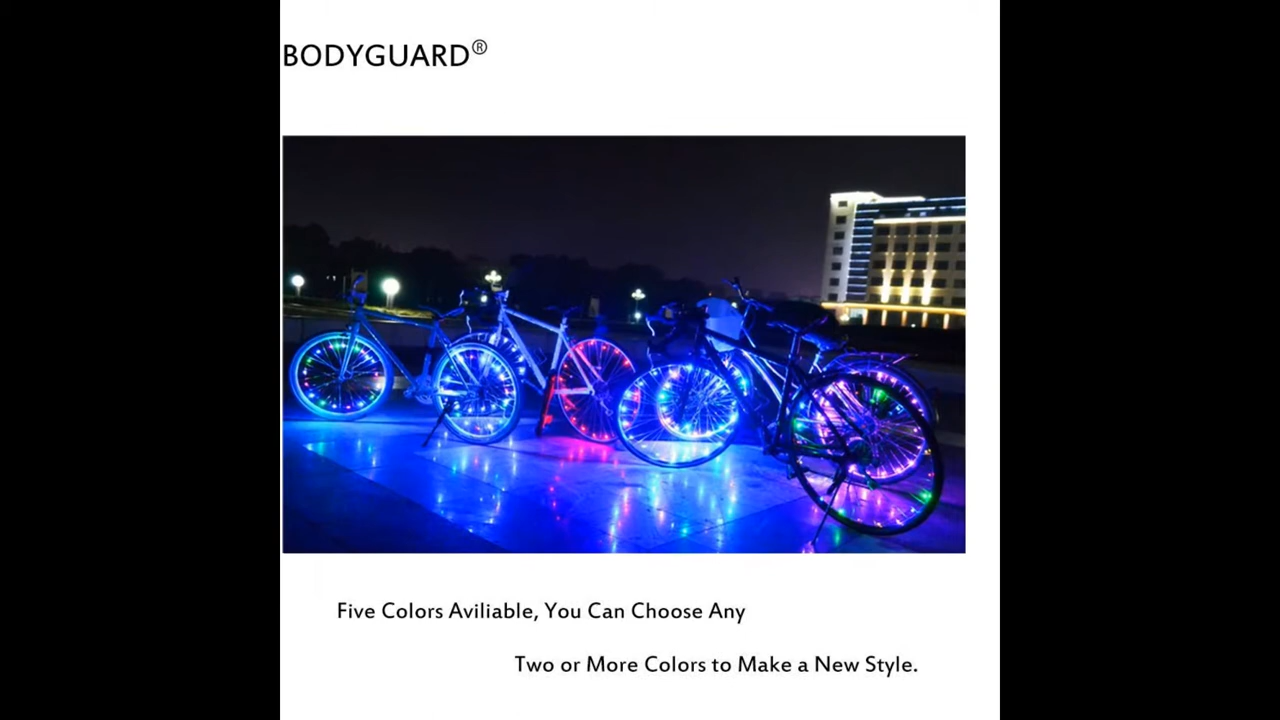 BODYGUARD®
Five Colors Aviliable, You Can Choose Any
Two or More Colors to Make a New Style.